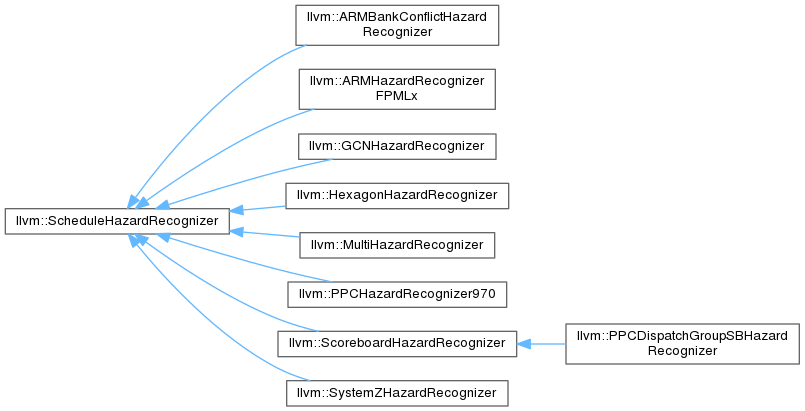 llvm::ARMBankConflictHazard
Recognizer
llvm::ARMHazardRecognizer
FPMLx
llvm::GCNHazardRecognizer
llvm::HexagonHazardRecognizer
llvm::ScheduleHazardRecognizer
llvm::MultiHazardRecognizer
llvm::PPCHazardRecognizer970
llvm::ScoreboardHazardRecognizer
llvm::PPCDispatchGroupSBHazard
Recognizer
llvm::SystemZHazardRecognizer